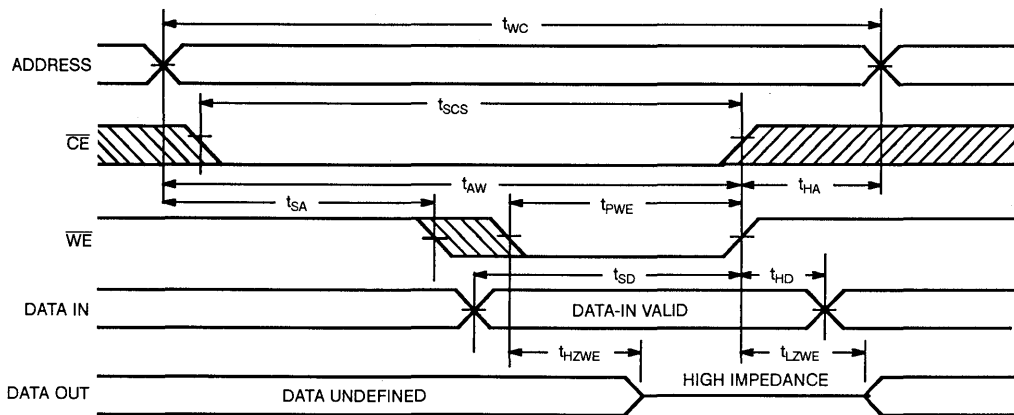 tWC
ADDRESS
tSCS
CE
tAW
tHA
tSA
tPWE
WE
tSD
tHD
DATA IN
DATA-IN VALID
tHZWE
tLZWE
HIGH IMPEDANCE
DATA OUT
DATA UNDEFINED